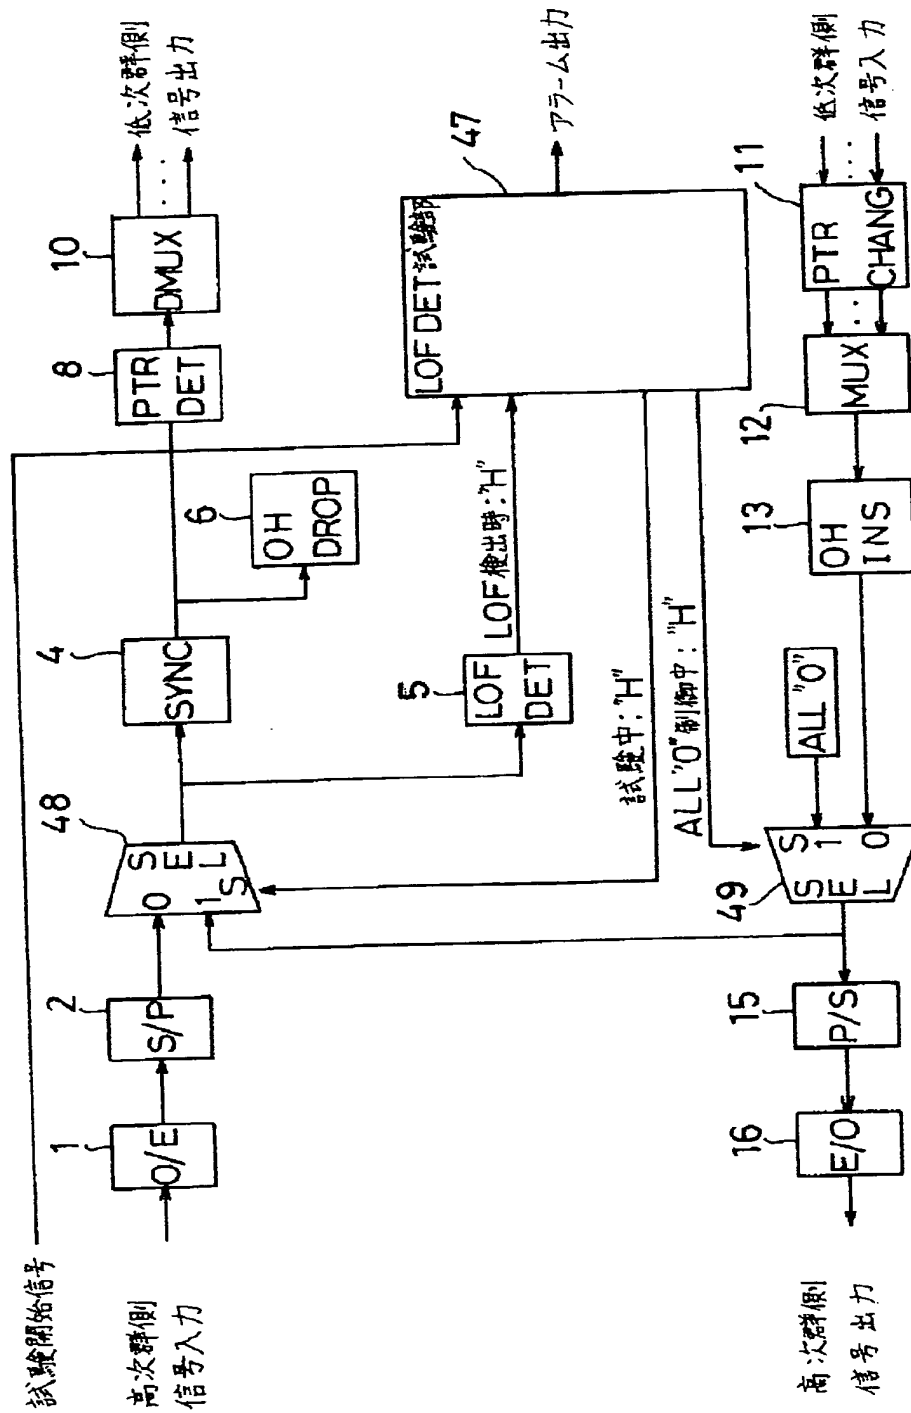 試験開始信号
高次群側
信号入力
1
O/E
2
S/P
48
0
1
S
SEL
4
SYNC
6
OH
DROP
8
PTR
DET
10
DMUX
低次群側
信号出力
5
LOF
DET
LOF検出時:"H"
47
LOF DET試験部
アラーム出力
試験中:"H"
ALL"0"制御中:"H"
高次群側
信号出力
16
E/O
15
P/S
49
SEL
S
1
0
ALL "0"
13
OH
INS
12
MUX
11
PTR
CHANG
低次群側
信号入力